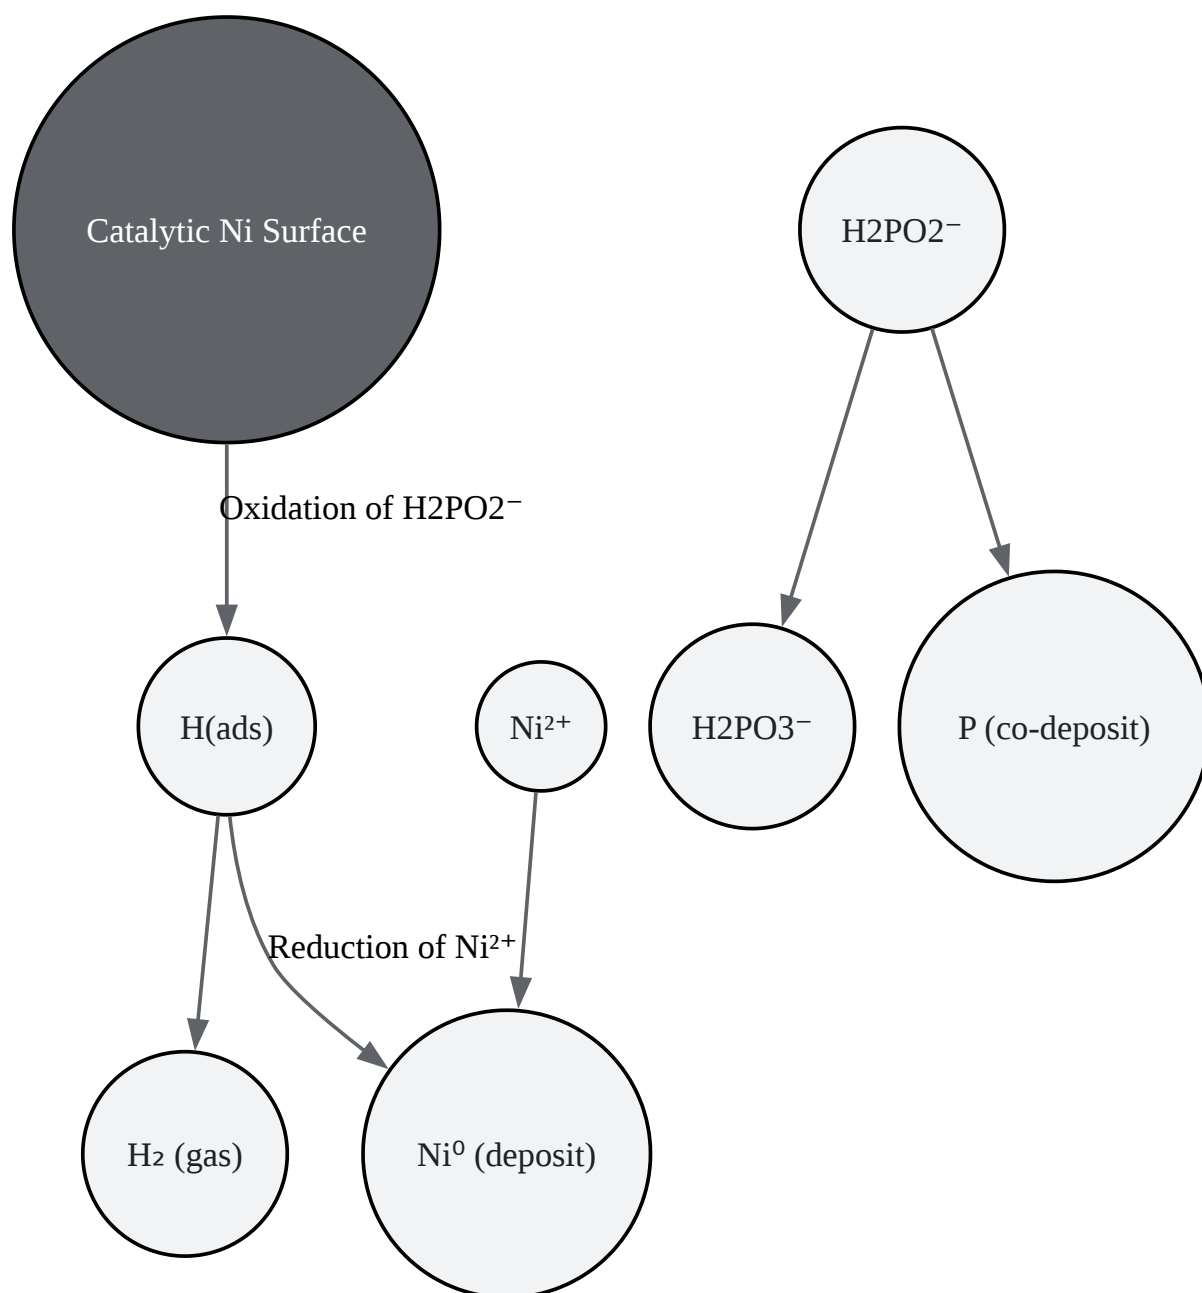 Catalytic Ni Surface
H2PO2⁻
Oxidation of H2PO2⁻
H(ads)
Ni²⁺
H2PO3⁻
P (co-deposit)
Reduction of Ni²⁺
H₂ (gas)
Ni⁰ (deposit)